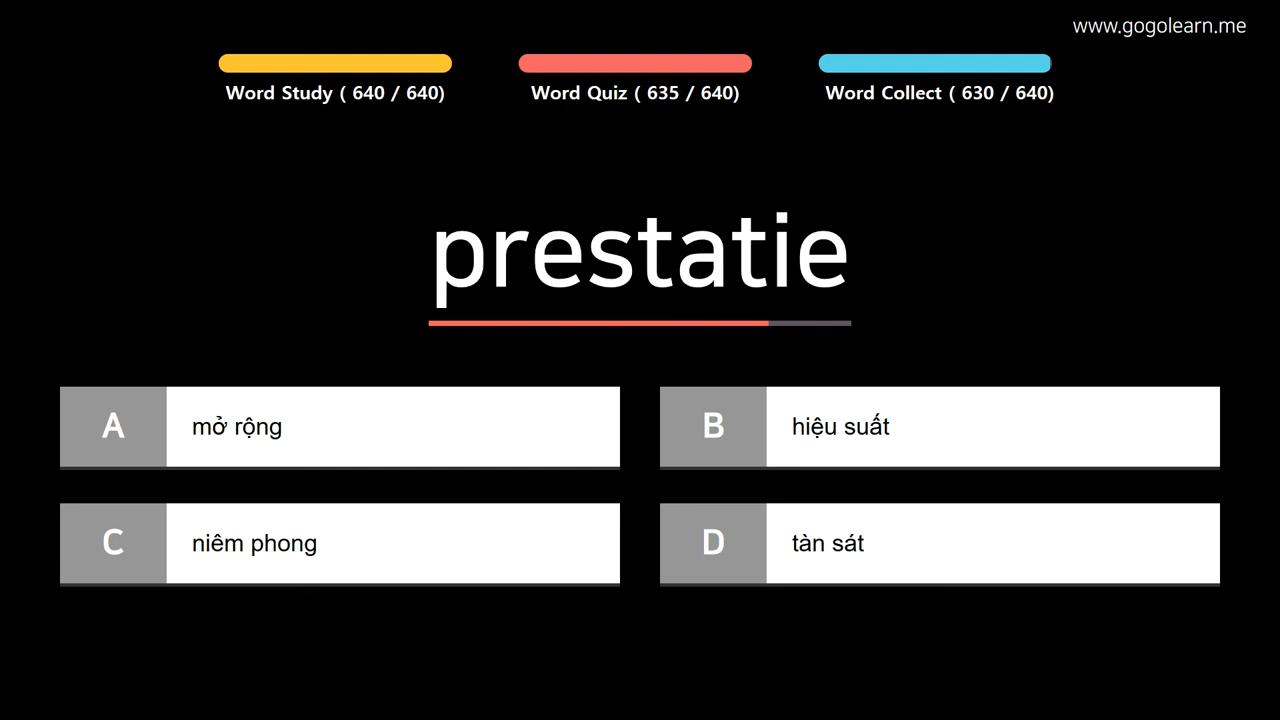 www.gogolearn.me
Word Study ( 640 / 640)
Word Quiz ( 635 / 640)
Word Collect ( 630 / 640)
prestatie
A mở rộng
B hiệu suất
C niêm phong
D tàn sát